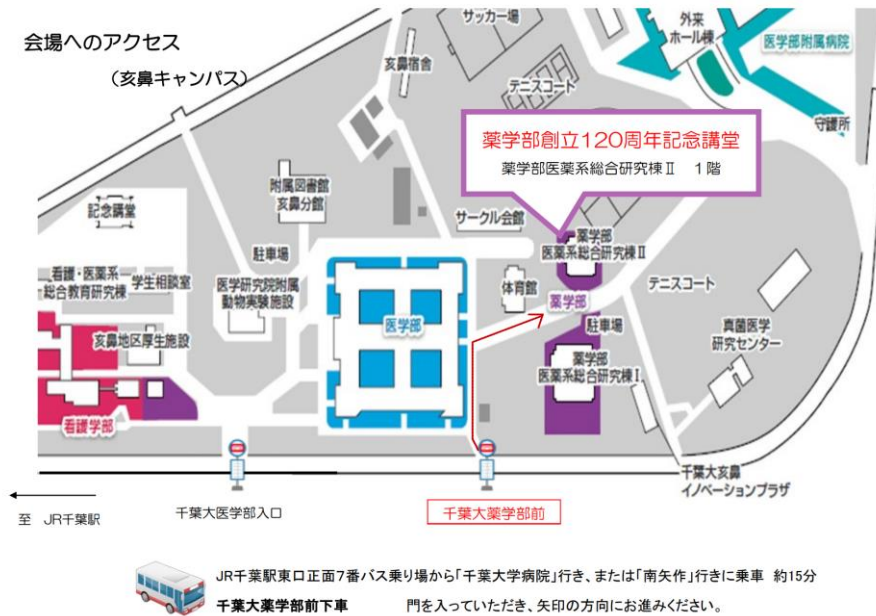 会場へのアクセス
(亥鼻キャンパス)
サッカー場
外来
ホール棟
医学部附属病院
亥鼻宿舎
テニスコート
守護所
薬学部創立120周年記念講堂
薬学部医薬系総合研究棟Ⅱ 1階
附属図書館
亥鼻分館
記念講堂
サークル会館
薬学部
医薬系総合研究棟Ⅱ
駐車場
看護・医薬系
総合教育研究棟
学生相談室
医学研究院附属
動物実験施設
体育館
薬学部
テニスコート
医学部
駐車場
真菌医学
研究センター
亥鼻地区厚生施設
薬学部
医薬系総合研究棟Ⅰ
看護学部
千葉大亥鼻
イノベーションプラザ
至 JR千葉駅
千葉大医学部入口
千葉大薬学部前
JR千葉駅東口正面7番バス乗り場から「千葉大学病院」行き、または「南矢作」行きに乗車 約15分
千葉大薬学部前下車 門を入っていただき、矢印の方向にお進みください。